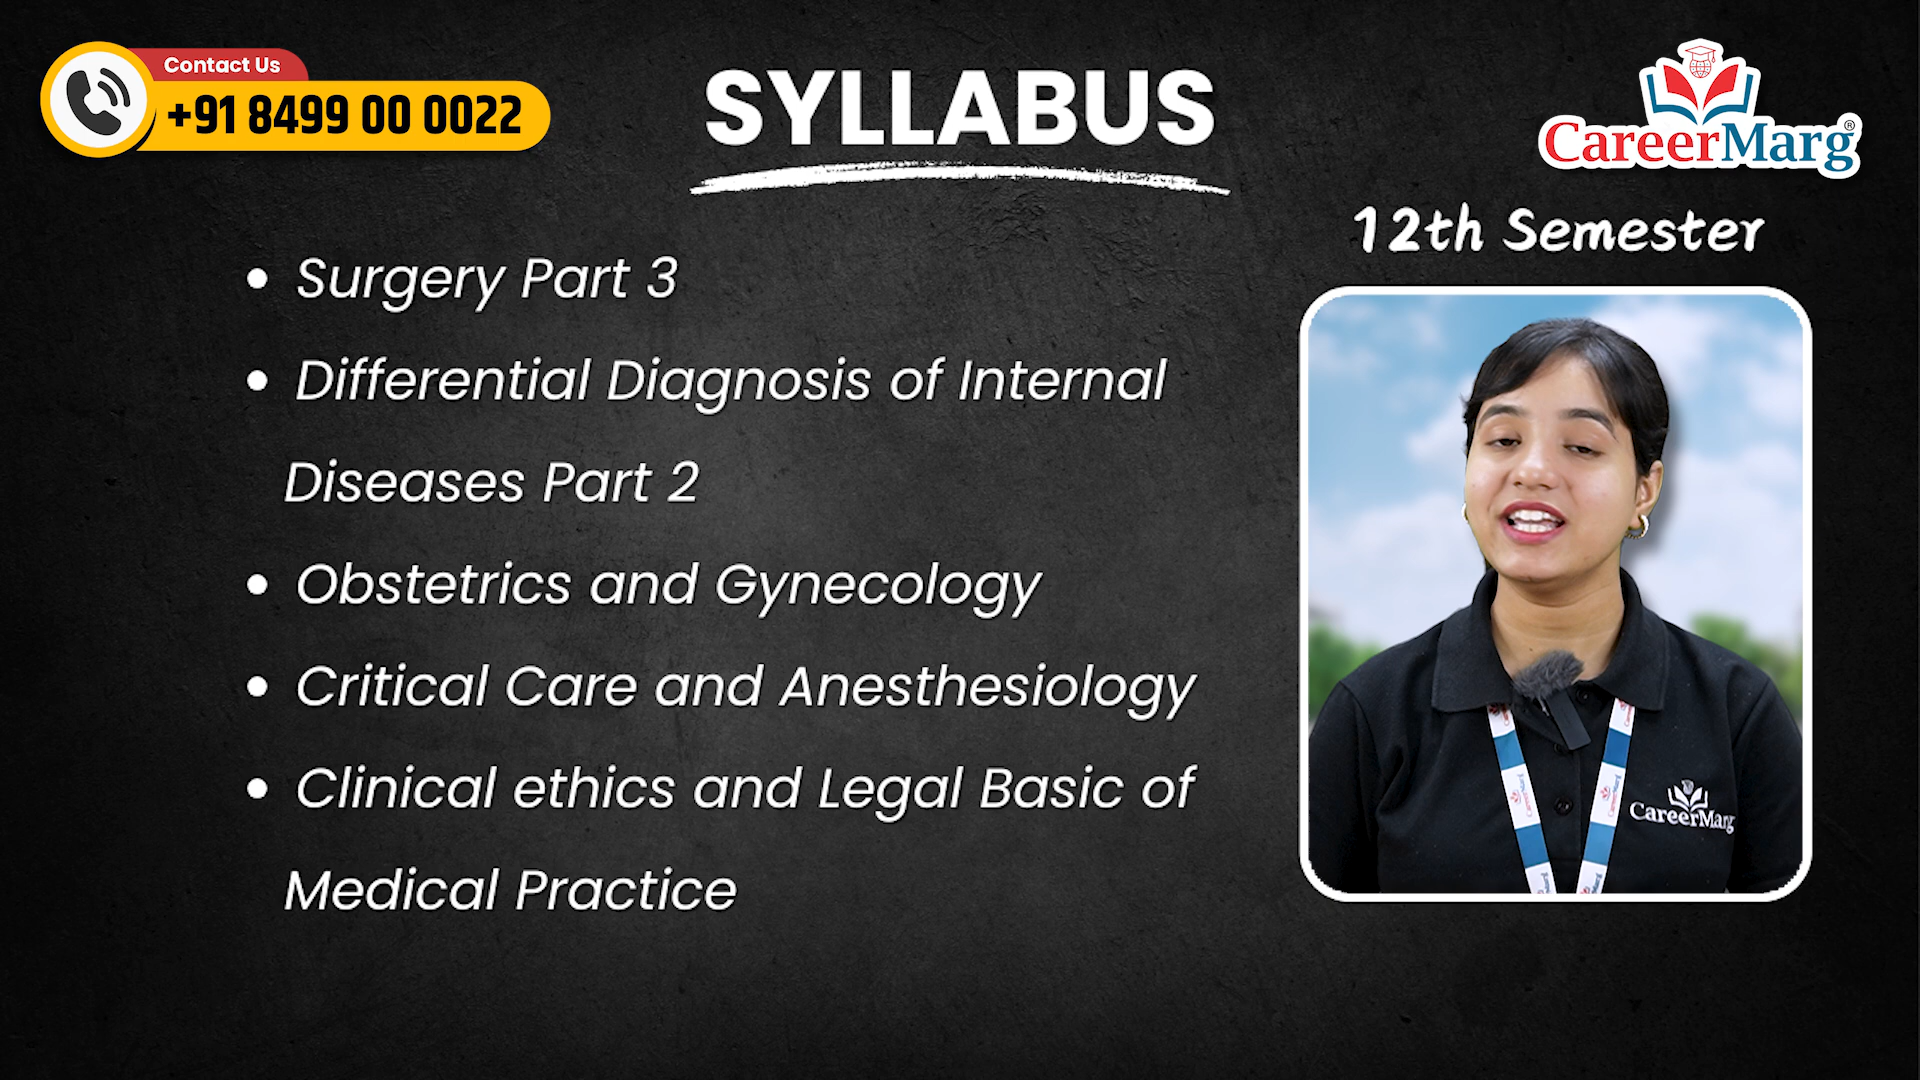 Contact Us
+91 8499 00 0022
SYLLABUS
CareerMarg®
12th Semester
• Surgery Part 3
• Differential Diagnosis of Internal
Diseases Part 2
• Obstetrics and Gynecology
• Critical Care and Anesthesiology
• Clinical ethics and Legal Basic of
Medical Practice
CareerMarg